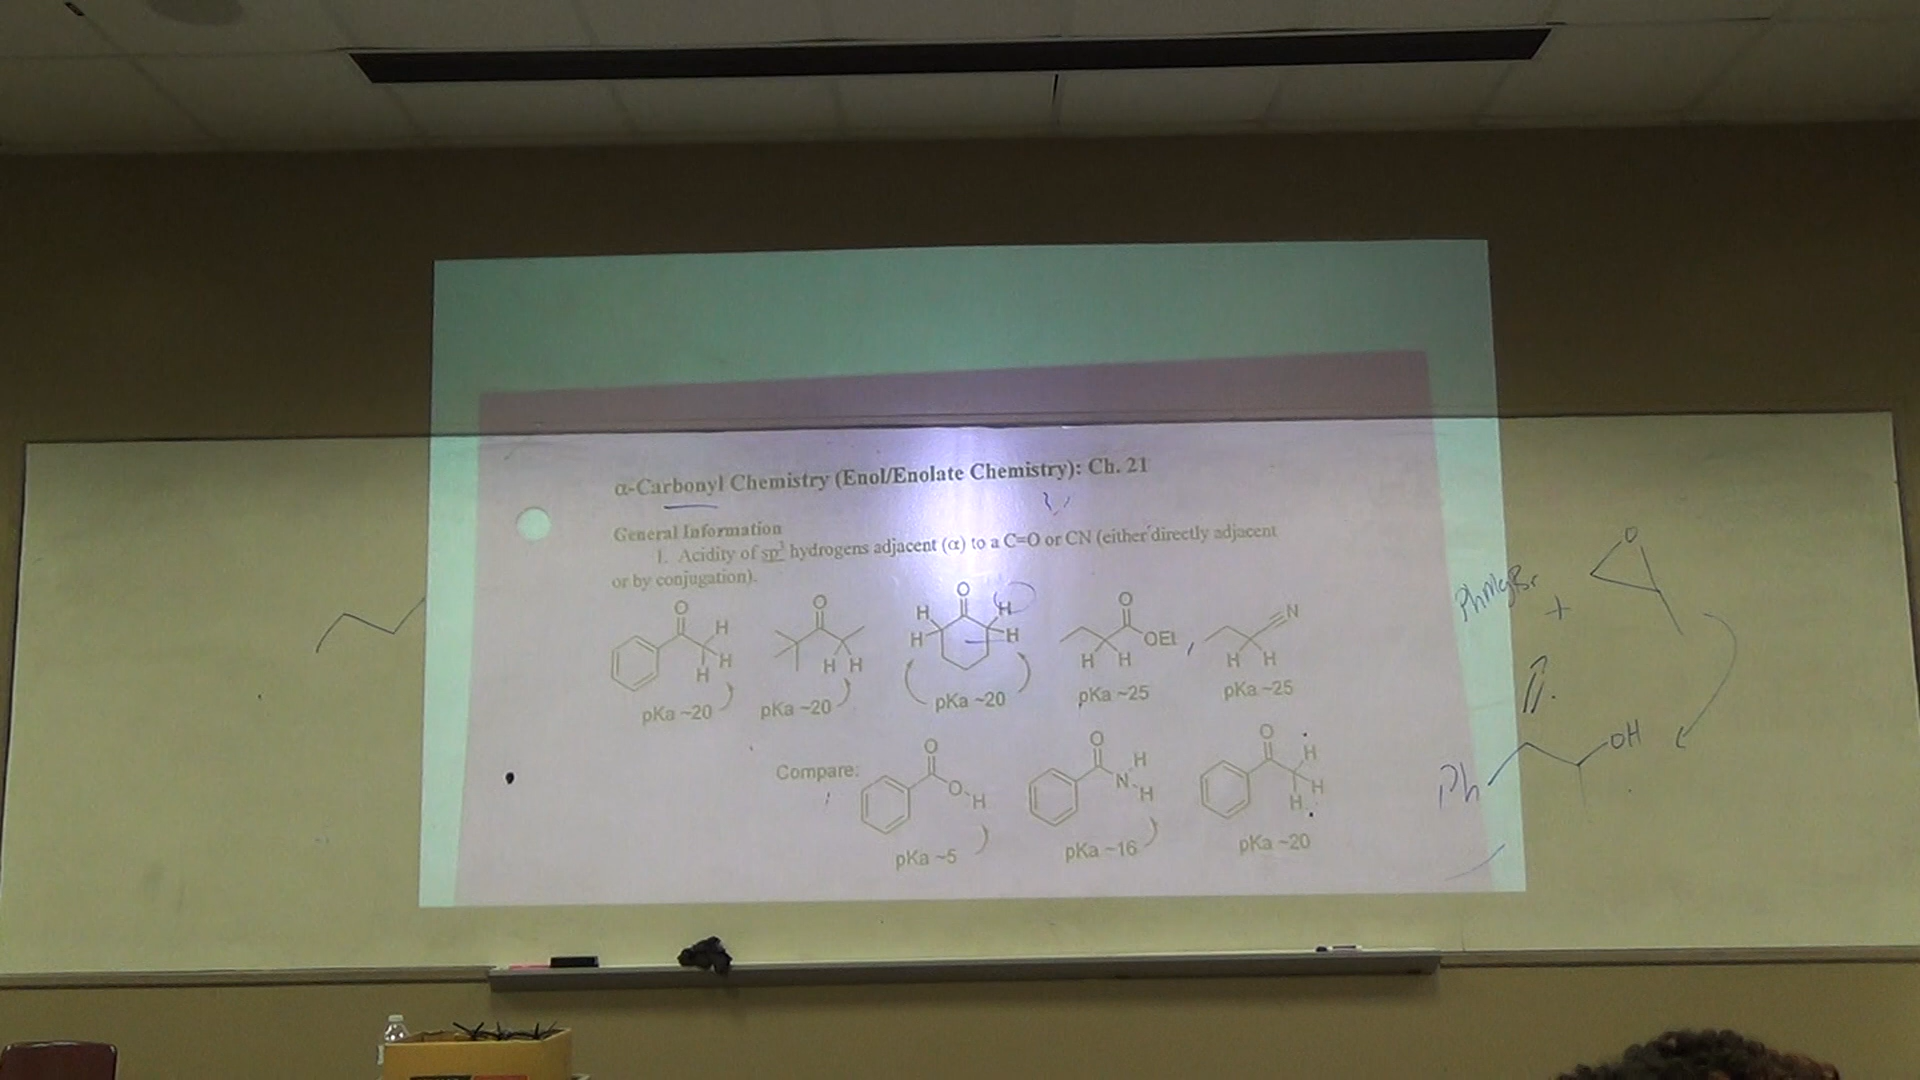 α-Carbonyl Chemistry (Enol/Enolate Chemistry): Ch. 21
General Information
1. Acidity of sp³ hydrogens adjacent (α) to a C=O or CN (either directly adjacent
or by conjugation).
O H H H
O H H
O H H H H
O OEt H H
N H H
pKa ~20 pKa ~20 pKa ~20 pKa ~25 pKa ~25
Compare:
O O H
O N H H
O H H H
pKa ~5 pKa ~16 pKa ~20
PhMgBr + O
Ph OH